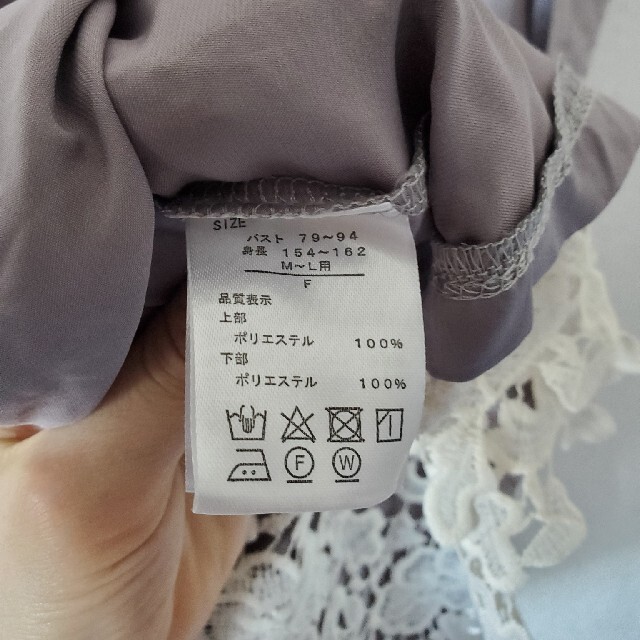 SIZE
バスト 79~94
身長 154~162
M~L用
F
品質表示
上部
ポリエステル 100%
下部
ポリエステル 100%
F W